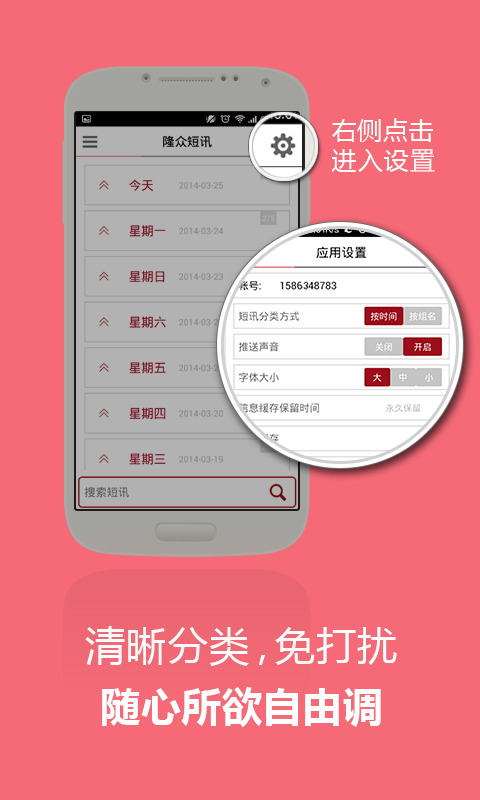 隆众短讯
右侧点击
进入设置
今天 2014-03-25
星期一 2014-03-24
星期日 2014-03-23
星期六 2014-03-22
星期五 2014-03-21
星期四 2014-03-20
星期三 2014-03-19
搜索短讯
应用设置
帐号: 1586348783
短讯分类方式 按时间 按组名
推送声音 关闭 开启
字体大小 大 中 小
信息缓存保留时间 永久保留
清晰分类,免打扰
随心所欲自由调